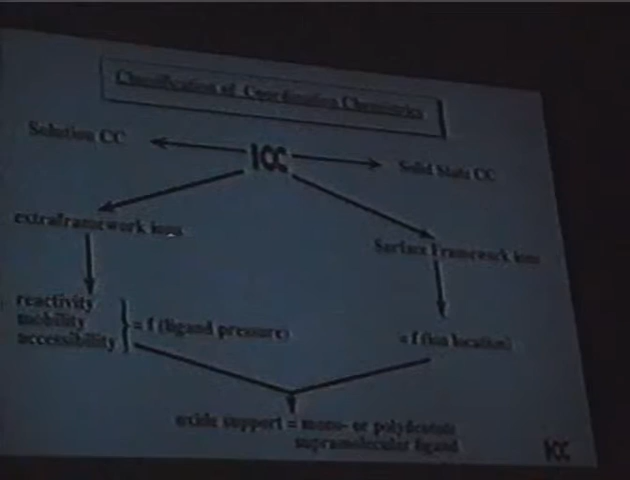 Classification of Coordination Chemistries
Solution CC
ICC
Solid State CC
extraframework ions
Surface Framework ions
reactivity
mobility
accessibility
= f (ligand pressure)
= f (ion location)
oxide support = mono- or polydentate
supramolecular ligand
ICC